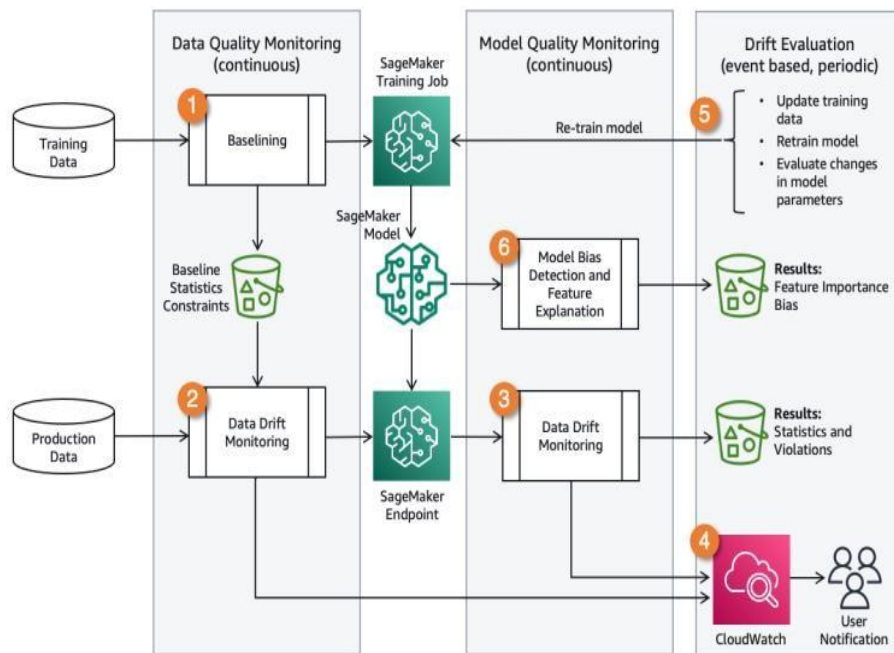 Data Quality Monitoring
(continuous)
SageMaker
Training Job
Model Quality Monitoring
(continuous)
Drift Evaluation
(event based, periodic)
1
Training
Data
Baselining
Re-train model
5
• Update training
data
• Retrain model
• Evaluate changes
in model
parameters
SageMaker
Model
Baseline
Statistics
Constraints
6
Model Bias
Detection and
Feature
Explanation
Results:
Feature Importance
Bias
2
Production
Data
Data Drift
Monitoring
SageMaker
Endpoint
3
Data Drift
Monitoring
Results:
Statistics and
Violations
4
CloudWatch
User
Notification